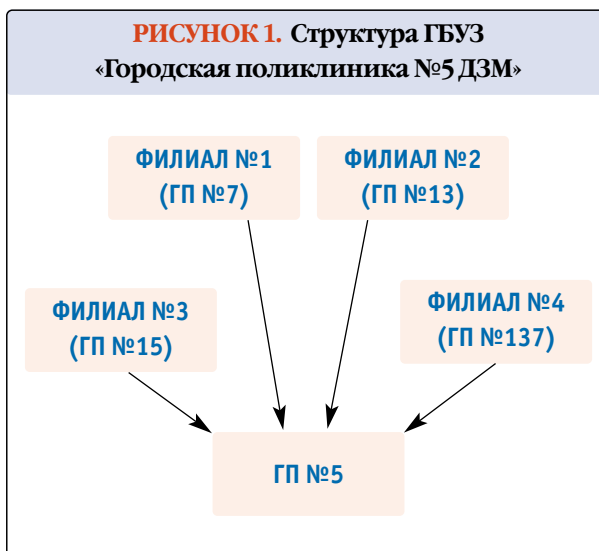 РИСУНОК 1. Структура ГБУЗ
«Городская поликлиника №5 ДЗМ»
ФИЛИАЛ №1
(ГП №7)
ФИЛИАЛ №2
(ГП №13)
ФИЛИАЛ №3
(ГП №15)
ФИЛИАЛ №4
(ГП №137)
ГП №5